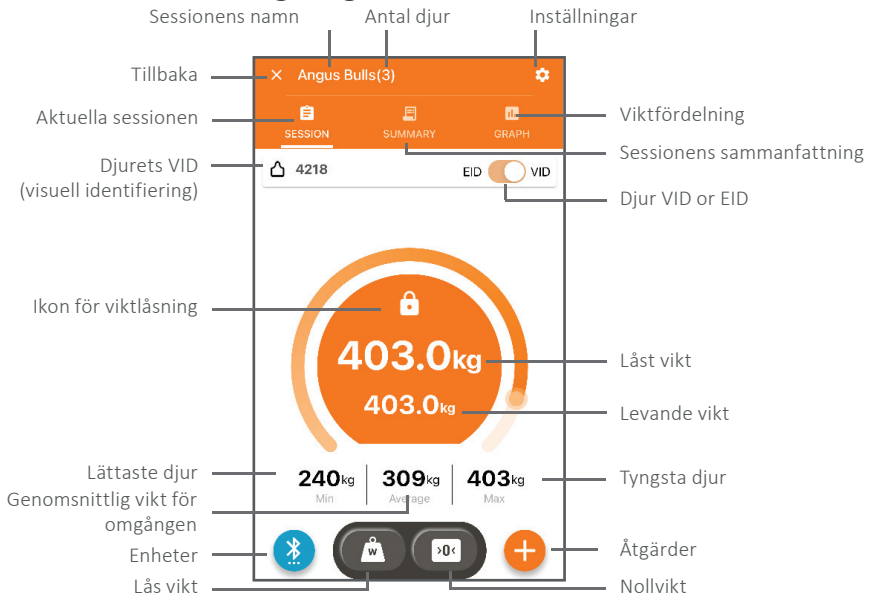 Sessionens namn
Antal djur
Inställningar
Tillbaka
Angus Bulls(3)
Aktuella sessionen
SESSION
SUMMARY
GRAPH
Viktfördelning
Sessionens sammanfattning
Djurets VID
(visuell identifiering)
4218
EID
VID
Djur VID or EID
Ikon för viktlåsning
403.0kg
Låst vikt
403.0kg
Levande vikt
Lättaste djur
240kg
Min
309kg
Average
403kg
Max
Tyngsta djur
Genomsnittlig vikt för
omgången
Enheter
W
>0<
Åtgärder
Lås vikt
Nollvikt